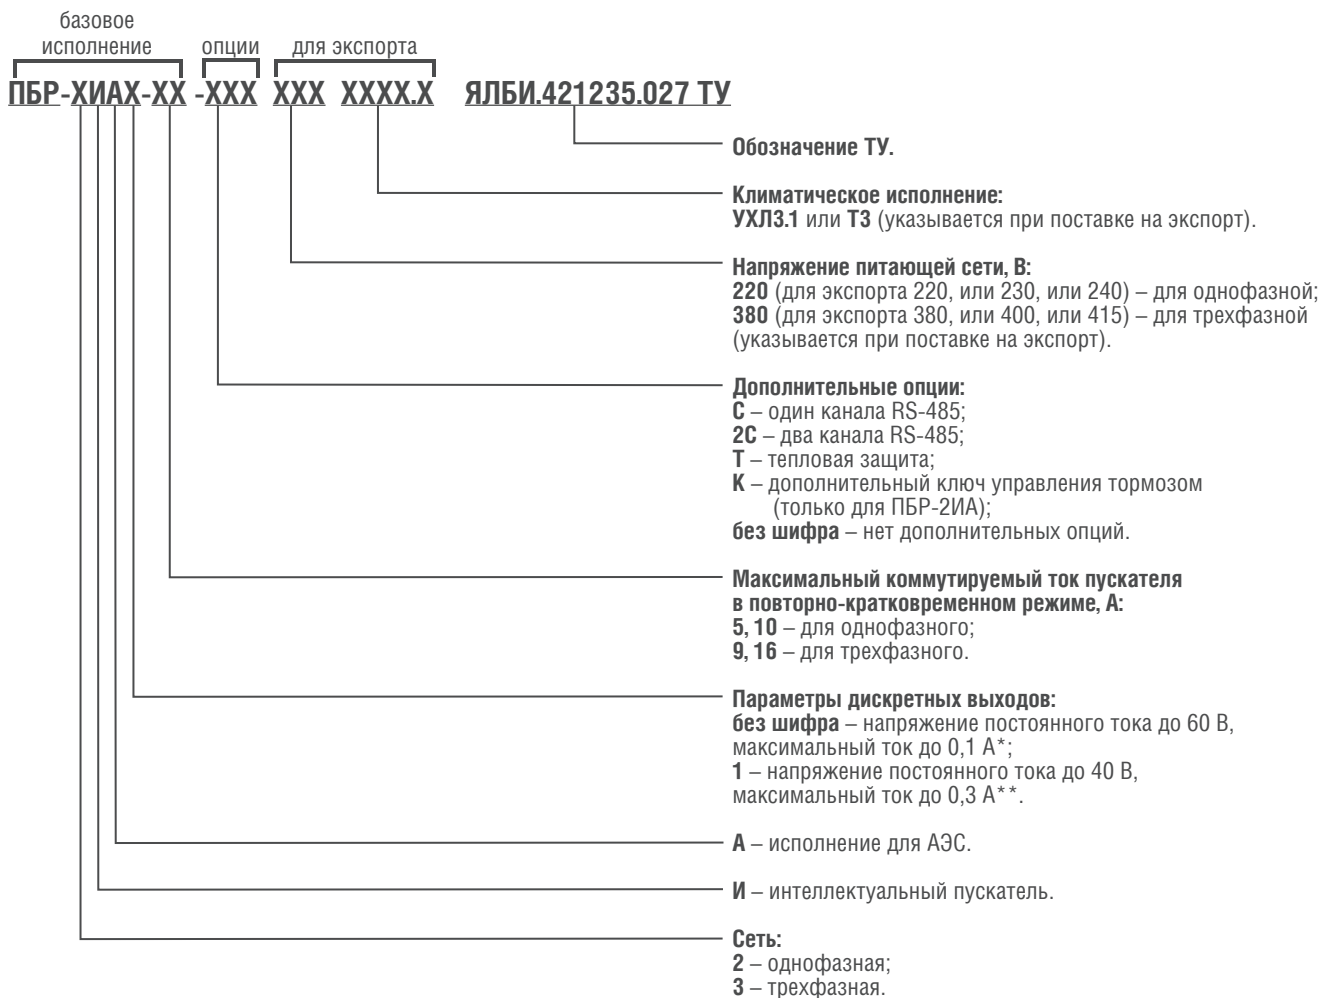 базовое
исполнение опции для экспорта
ПБР-ХИАХ-ХХ -ХХХ ХХХ ХХХХ.Х ЯЛБИ.421235.027 ТУ
Обозначение ТУ.
Климатическое исполнение:
УХЛ3.1 или Т3 (указывается при поставке на экспорт).
Напряжение питающей сети, В:
220 (для экспорта 220, или 230, или 240) – для однофазной;
380 (для экспорта 380, или 400, или 415) – для трехфазной
(указывается при поставке на экспорт).
Дополнительные опции:
С – один канала RS-485;
2С – два канала RS-485;
Т – тепловая защита;
К – дополнительный ключ управления тормозом
(только для ПБР-2ИА);
без шифра – нет дополнительных опций.
Максимальный коммутируемый ток пускателя
в повторно-кратковременном режиме, А:
5, 10 – для однофазного;
9, 16 – для трехфазного.
Параметры дискретных выходов:
без шифра – напряжение постоянного тока до 60 В,
максимальный ток до 0,1 А*;
1 – напряжение постоянного тока до 40 В,
максимальный ток до 0,3 А**.
А – исполнение для АЭС.
И – интеллектуальный пускатель.
Сеть:
2 – однофазная;
3 – трехфазная.